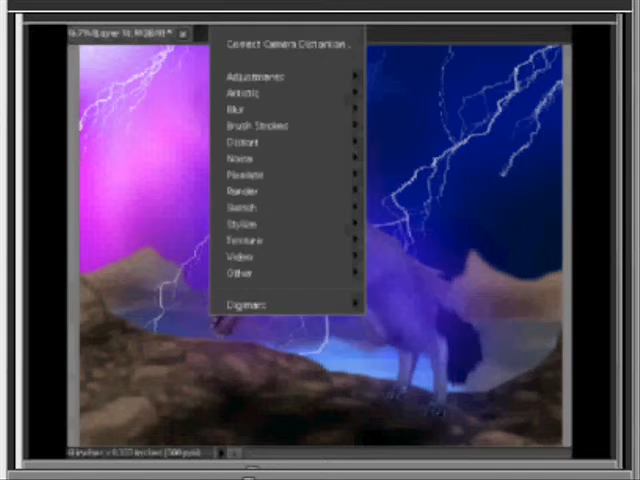 Correct Camera Distortion...
Adjustments
Artistic
Blur
Brush Strokes
Distort
Noise
Pixelate
Render
Sketch
Stylize
Texture
Video
Other
Digimarc